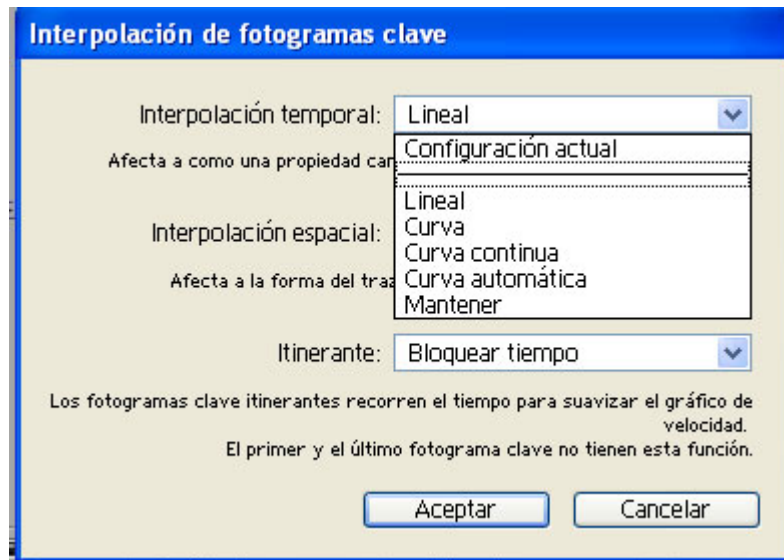 Interpolación de fotogramas clave
Interpolación temporal: Lineal
Configuración actual
Afecta a como una propiedad
Lineal
Curva
Interpolación espacial:
Curva continua
Afecta a la forma del
Curva automática
Mantener
Itinerante: Bloquear tiempo
Los fotogramas clave itinerantes recorren el tiempo para suavizar el gráfico de
velocidad.
El primer y el último fotograma clave no tienen esta función.
Aceptar Cancelar